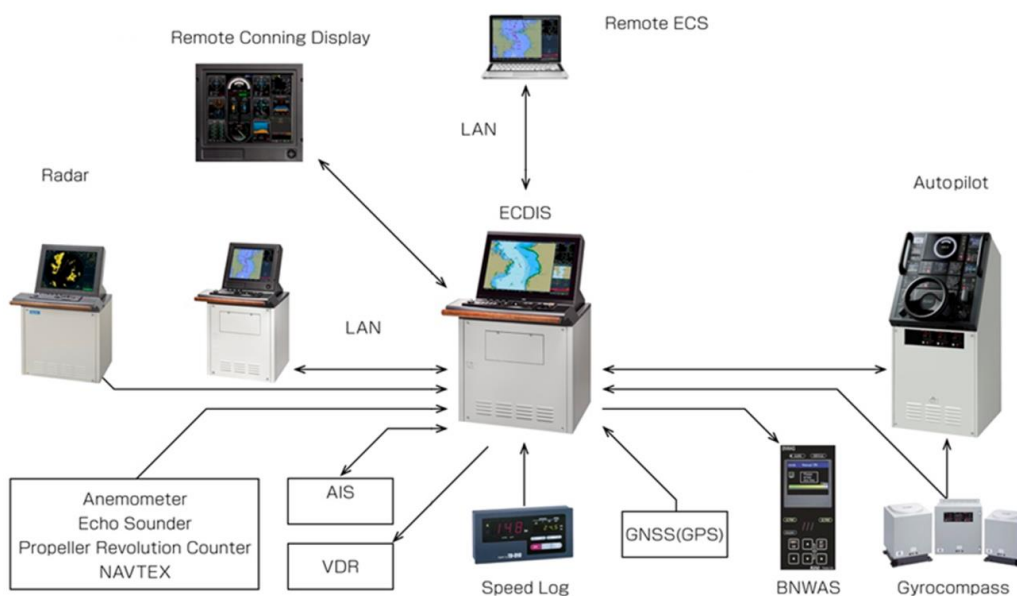 Remote Conning Display
Remote ECS
LAN
Radar
ECDIS
Autopilot
LAN
Anemometer
Echo Sounder
Propeller Revolution Counter
NAVTEX
AIS
VDR
Speed Log
GNSS(GPS)
BNWAS
Gyrocompass